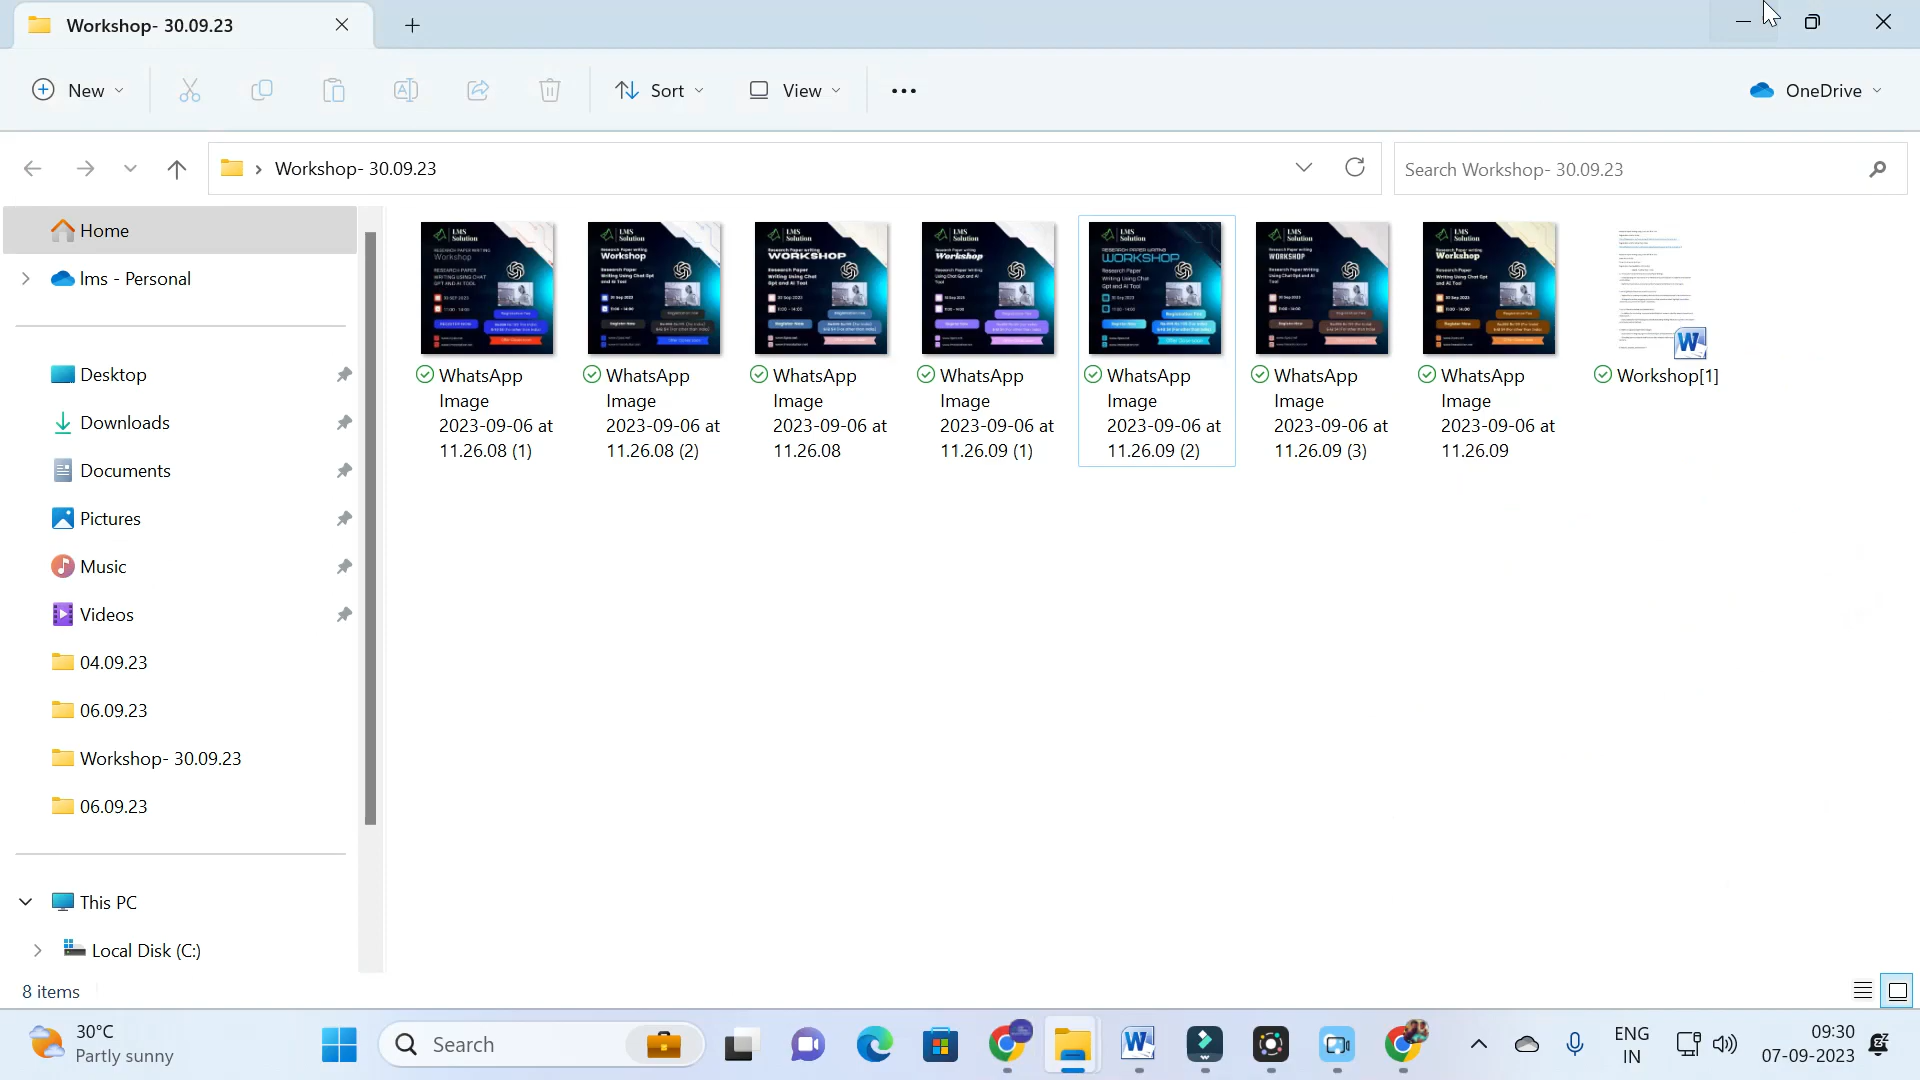 Workshop- 30.09.23
New
Sort
View
OneDrive
Workshop- 30.09.23
Search Workshop- 30.09.23
Home
lms - Personal
Desktop
Downloads
Documents
Pictures
Music
Videos
04.09.23
06.09.23
Workshop- 30.09.23
06.09.23
This PC
Local Disk (C:)
WhatsApp
Image
2023-09-06 at
11.26.08 (1)
WhatsApp
Image
2023-09-06 at
11.26.08 (2)
WhatsApp
Image
2023-09-06 at
11.26.08
WhatsApp
Image
2023-09-06 at
11.26.09 (1)
WhatsApp
Image
2023-09-06 at
11.26.09 (2)
WhatsApp
Image
2023-09-06 at
11.26.09 (3)
WhatsApp
Image
2023-09-06 at
11.26.09
Workshop[1]
8 items
30°C
Partly sunny
Search
ENG
IN
09:30
07-09-2023